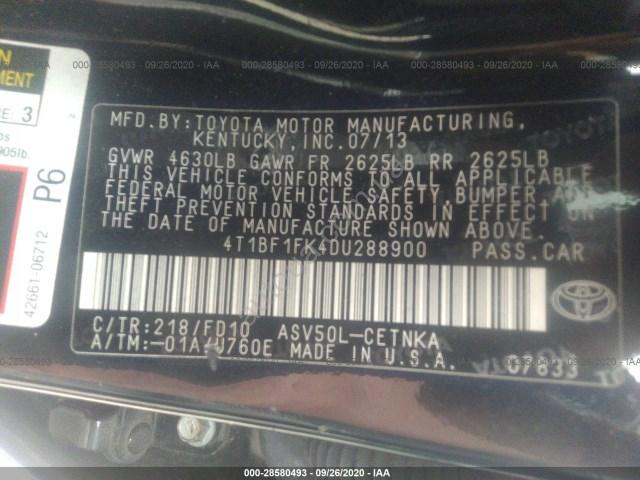 000-28580493 - 09/26/2020 - IAA
MFD.BY:TOYOTA MOTOR MANUFACTURING,
KENTUCKY,INC.07/13
GVWR 4630LB GAWR FR 2625LB RR 2625LB
THIS VEHICLE CONFORMS TO ALL APPLICABLE
FEDERAL MOTOR VEHICLE SAFETY,BUMPER,AND
THEFT PREVENTION STANDARDS IN EFFECT ON
THE DATE OF MANUFACTURE SHOWN ABOVE.
4T1BF1FK4DU288900 PASS.CAR
C/TR:218/FD10 ASV50L-CETNKA
A/TM:-01A/U760E MADE IN U.S.A.
07833
TOYOTA
3
905lb
P6
42661-06712
000-28580493 - 09/26/2020 - IAA